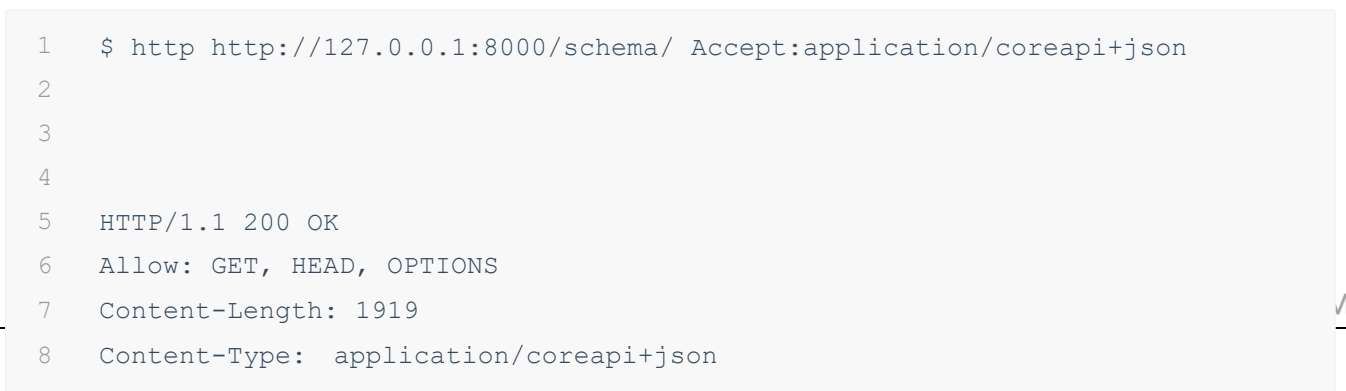 1 $ http http://127.0.0.1:8000/schema/ Accept:application/coreapi+json
2
3
4
5 HTTP/1.1 200 OK
6 Allow: GET, HEAD, OPTIONS
7 Content-Length: 1919
8 Content-Type: application/coreapi+json